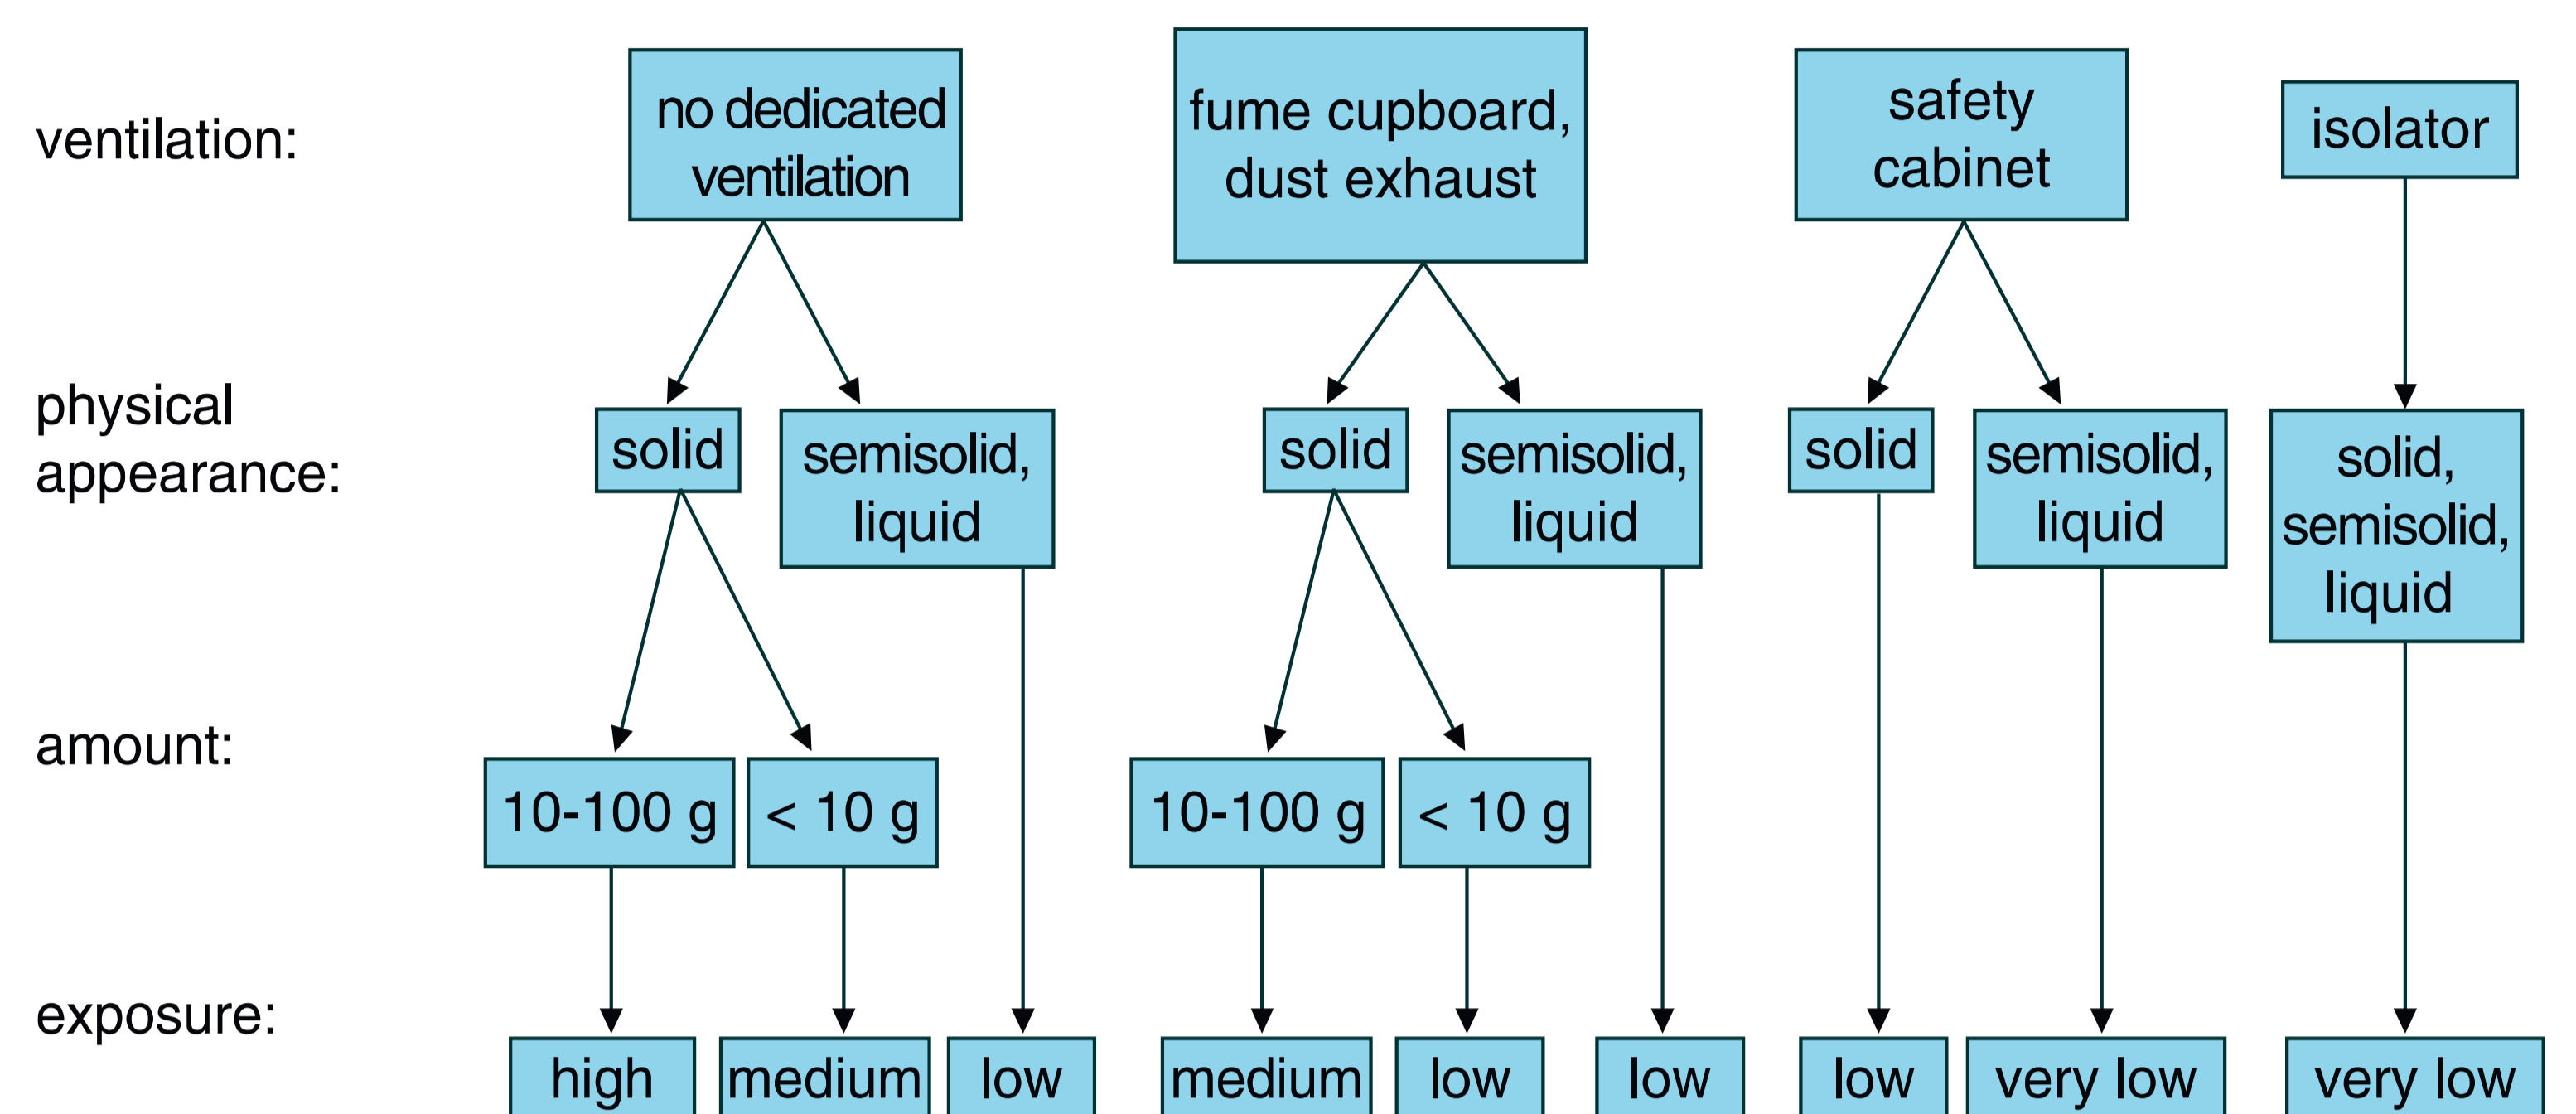 ventilation:
no dedicated
ventilation
fume cupboard,
dust exhaust
safety
cabinet
isolator
physical
appearance:
solid
semisolid,
liquid
solid
semisolid,
liquid
solid
semisolid,
liquid
solid,
semisolid,
liquid
amount:
10-100 g
< 10 g
10-100 g
< 10 g
exposure:
high
medium
low
medium
low
low
low
very low
very low